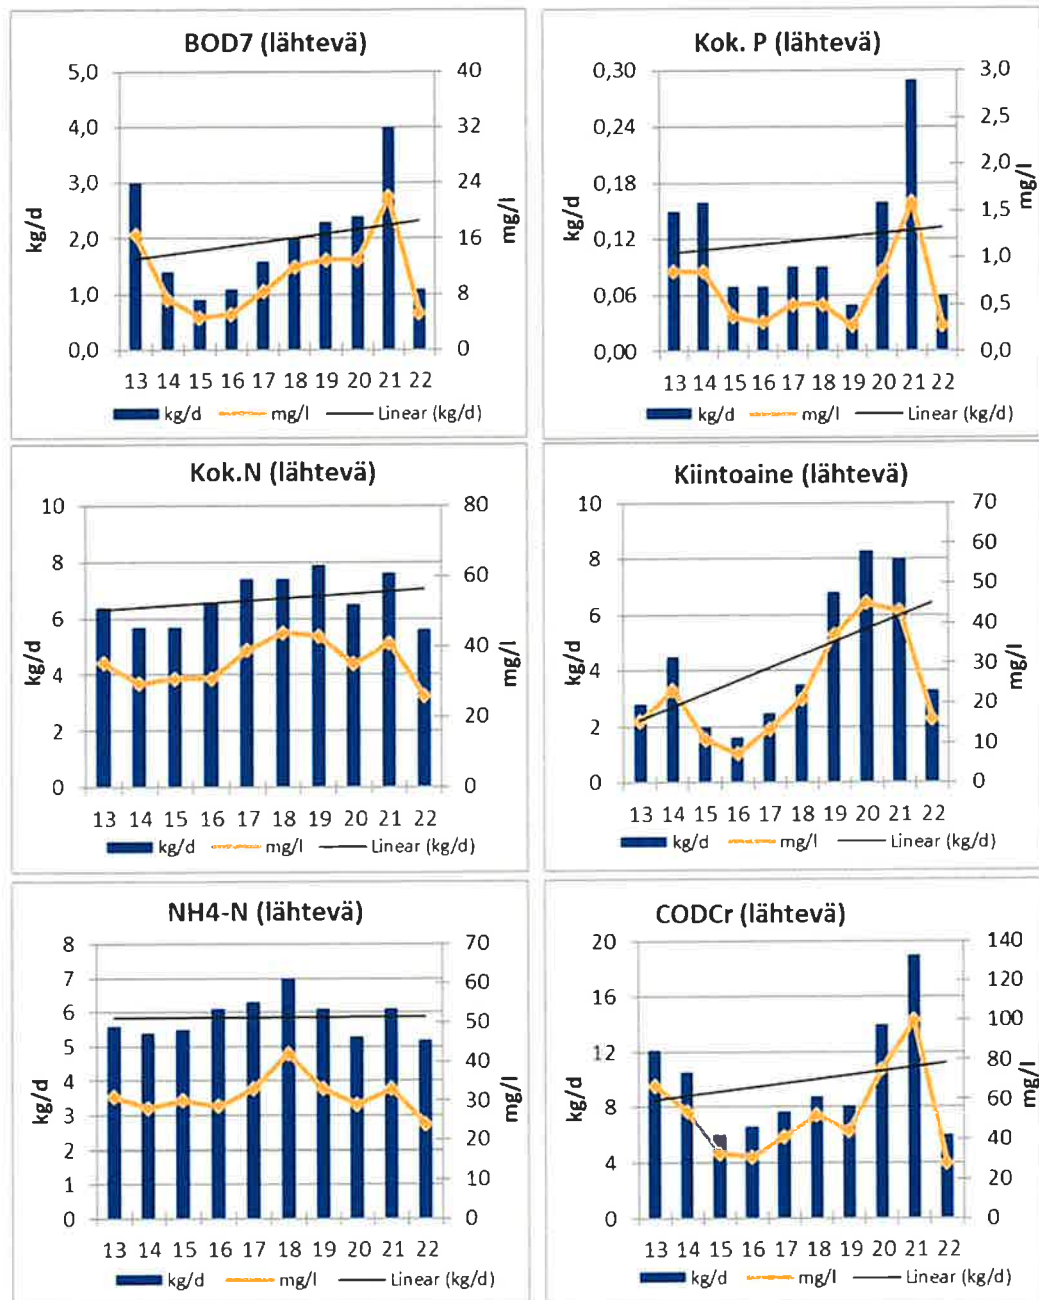 BOD7 (lähtevä)
5,0 4,0 3,0 2,0 1,0 0,0
kg/d
40 32 24 16 8 0
mg/l
13 14 15 16 17 18 19 20 21 22
kg/d mg/l Linear (kg/d)
Kok. P (lähtevä)
0,30 0,24 0,18 0,12 0,06 0,00
kg/d
3,0 2,5 2,0 1,5 1,0 0,5 0,0
mg/l
13 14 15 16 17 18 19 20 21 22
kg/d mg/l Linear (kg/d)
Kok.N (lähtevä)
10 8 6 4 2 0
kg/d
80 60 40 20 0
mg/l
13 14 15 16 17 18 19 20 21 22
kg/d mg/l Linear (kg/d)
Kiintoaine (lähtevä)
10 8 6 4 2 0
kg/d
70 60 50 40 30 20 10 0
mg/l
13 14 15 16 17 18 19 20 21 22
kg/d mg/l Linear (kg/d)
NH4-N (lähtevä)
8 7 6 5 4 3 2 1 0
kg/d
70 60 50 40 30 20 10 0
mg/l
13 14 15 16 17 18 19 20 21 22
kg/d mg/l Linear (kg/d)
CODCr (lähtevä)
20 16 12 8 4 0
kg/d
140 120 100 80 60 40 20 0
mg/l
13 14 15 16 17 18 19 20 21 22
kg/d mg/l Linear (kg/d)